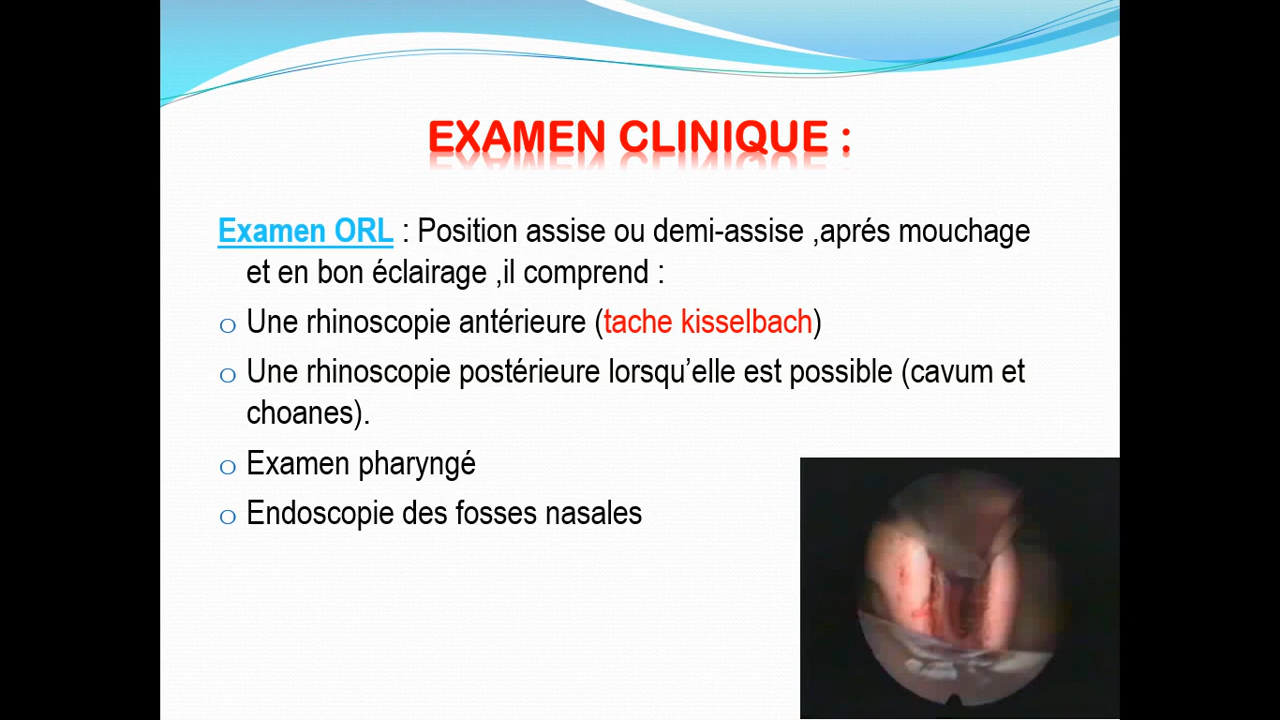 EXAMEN CLINIQUE :
Examen ORL : Position assise ou demi-assise ,aprés mouchage
et en bon éclairage ,il comprend :
o Une rhinoscopie antérieure (tache kisselbach)
o Une rhinoscopie postérieure lorsqu’elle est possible (cavum et
choanes).
o Examen pharyngé
o Endoscopie des fosses nasales